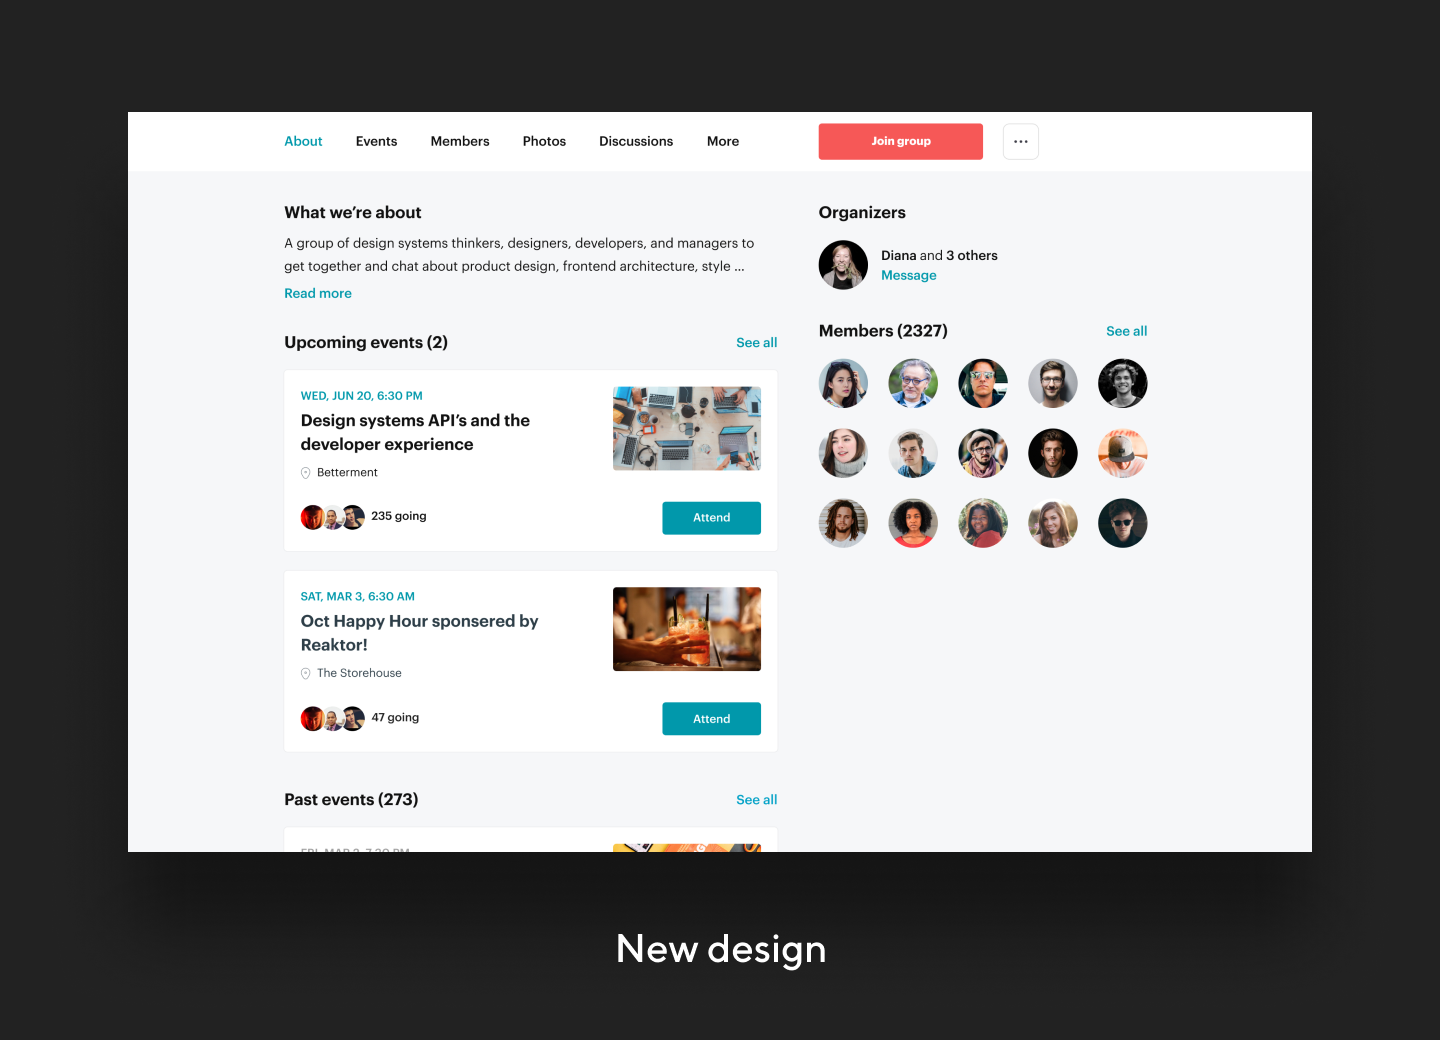 About Events Members Photos Discussions More Join group
What we’re about
A group of design systems thinkers, designers, developers, and managers to
get together and chat about product design, frontend architecture, style ...
Read more
Upcoming events (2) See all
WED, JUN 20, 6:30 PM
Design systems API’s and the
developer experience
Betterment
235 going
Attend
SAT, MAR 3, 6:30 AM
Oct Happy Hour sponsered by
Reaktor!
The Storehouse
47 going
Attend
Past events (273) See all
Organizers
Diana and 3 others
Message
Members (2327) See all
New design